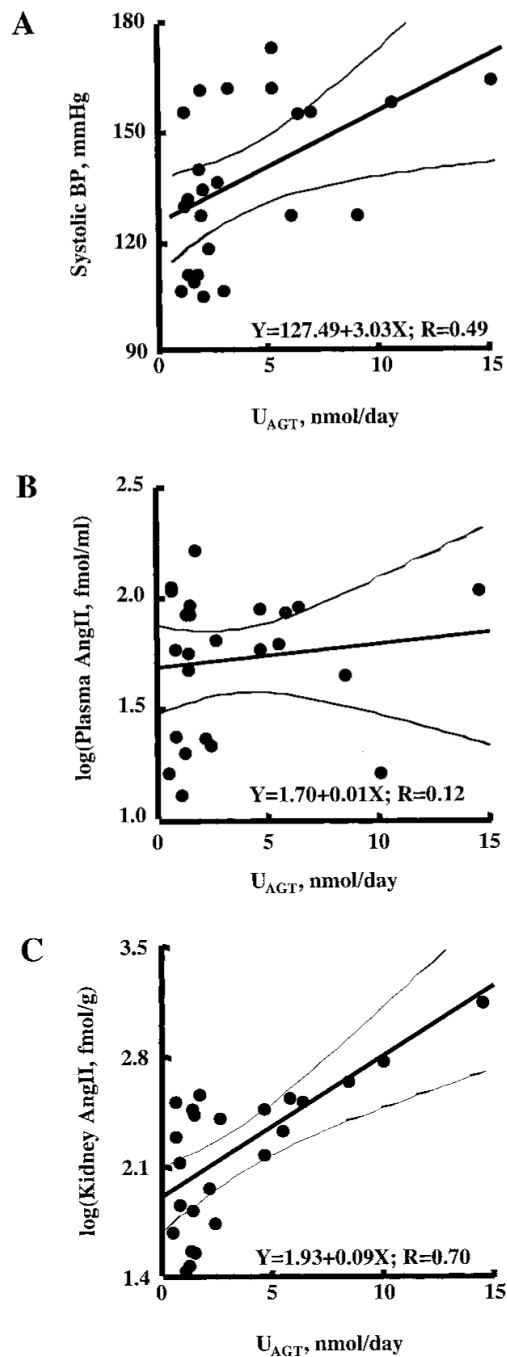 A
Systolic BP, mmHg
180
150
120
90
Y=127.49+3.03X; R=0.49
0 5 10 15
U_AGT, nmol/day
B
log(Plasma AngII, fmol/ml)
2.5
2.0
1.5
1.0
Y=1.70+0.01X; R=0.12
0 5 10 15
U_AGT, nmol/day
C
log(Kidney AngII, fmol/g)
3.5
2.8
2.1
1.4
Y=1.93+0.09X; R=0.70
0 5 10 15
U_AGT, nmol/day